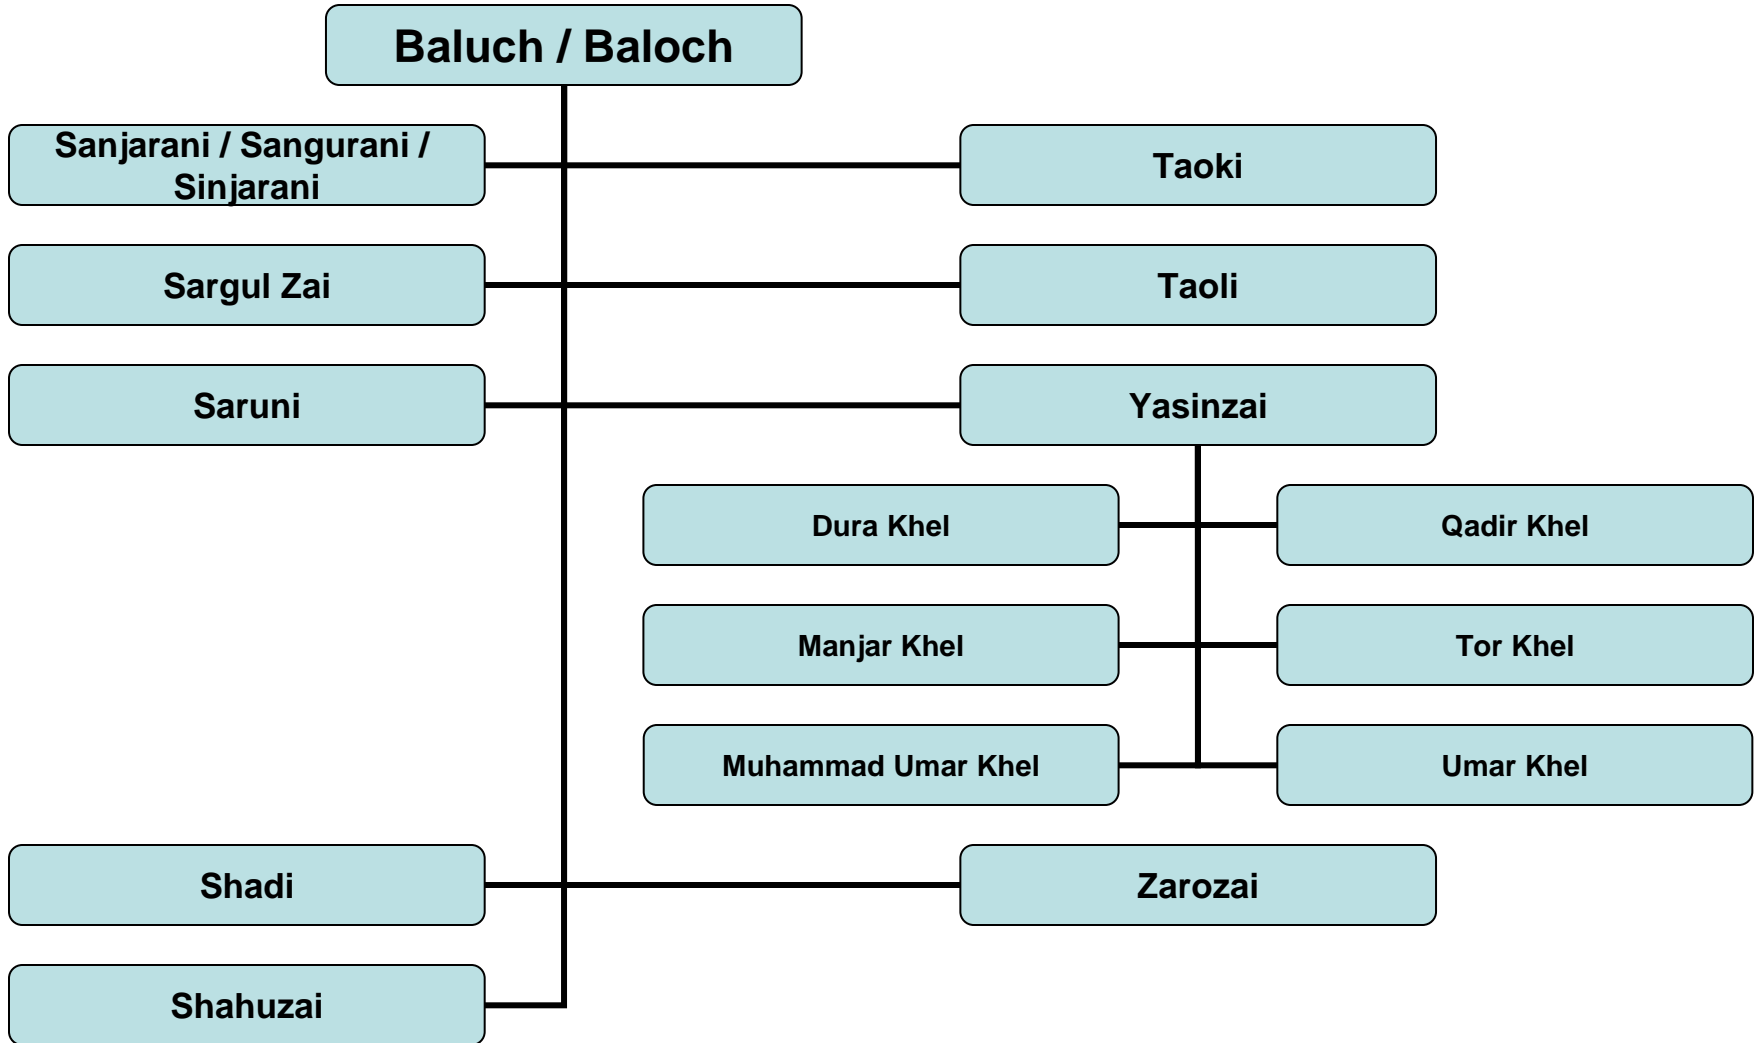 Baluch / Baloch
Sanjarani / Sangurani /
Sinjarani
Taoki
Sargul Zai
Taoli
Saruni
Yasinzai
Dura Khel
Qadir Khel
Manjar Khel
Tor Khel
Muhammad Umar Khel
Umar Khel
Shadi
Zarozai
Shahuzai